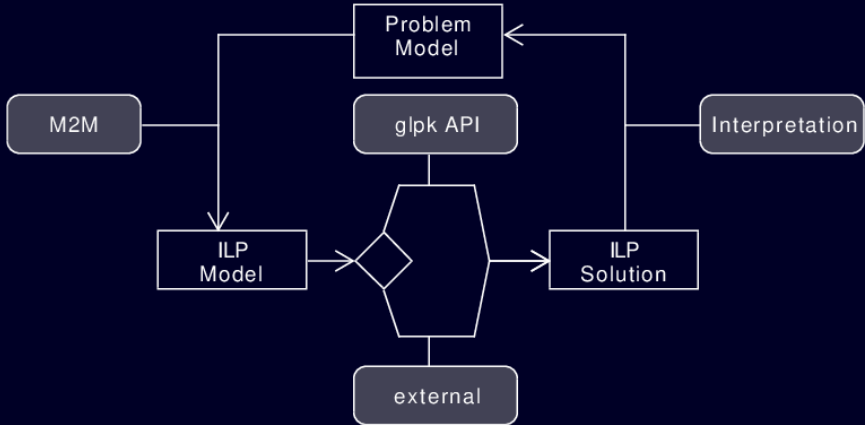 Problem
Model
M2M
glpk API
Interpretation
ILP
Model
ILP
Solution
external